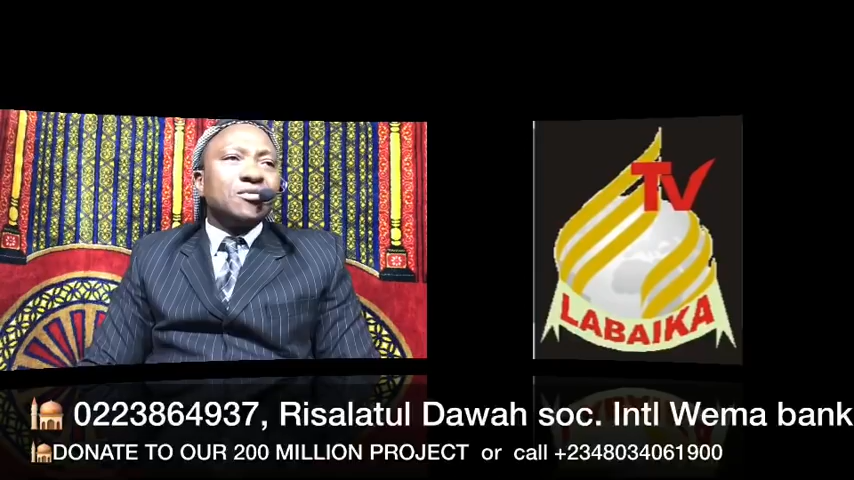 TV
LABAIKA
0223864937, Risalatul Dawah soc. Intl Wema bank
DONATE TO OUR 200 MILLION PROJECT or call +2348034061900